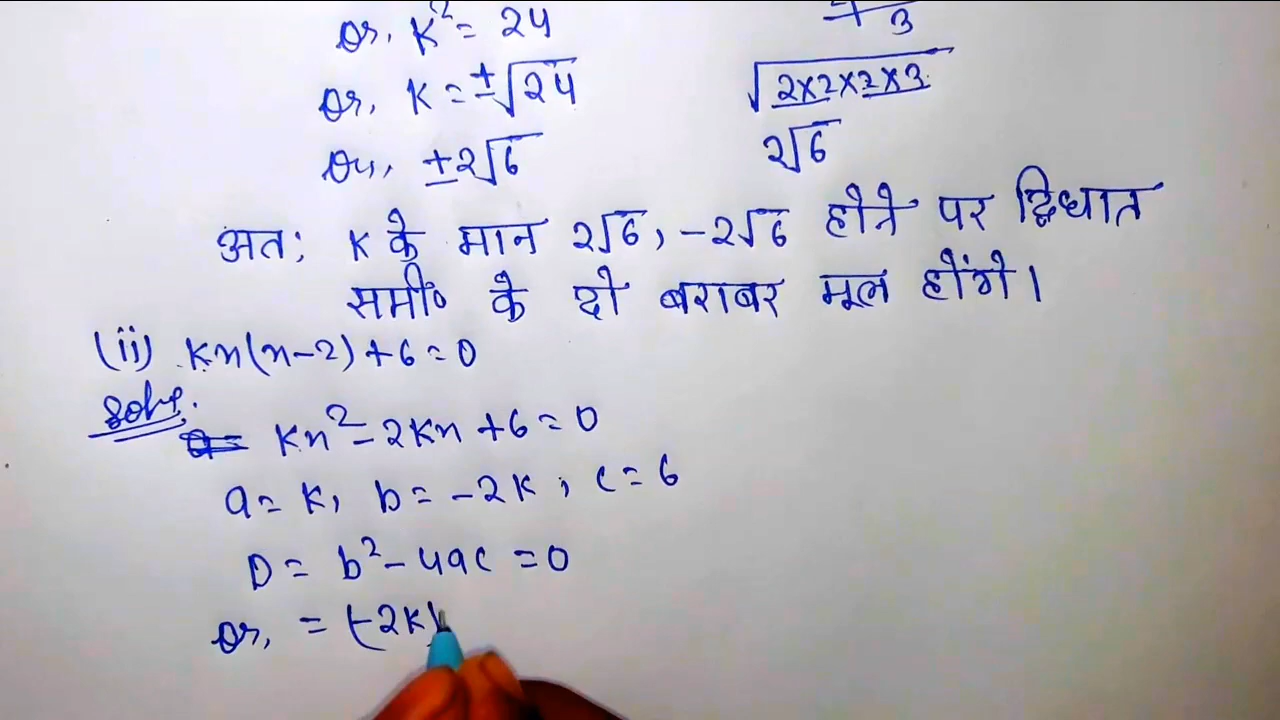 or, K² = 24
or, K = ±√24
or, ±2√6
3
√2×2×2×3
2√6
अतः K के मान 2√6, -2√6 होने पर द्विघात
समी० के दो बराबर मूल होंगे।
(ii) Kx(x-2)+6=0
Solve,
Kx²-2Kx+6=0
a=K, b=-2K, c=6
D = b²-4ac = 0
or, = (-2K)